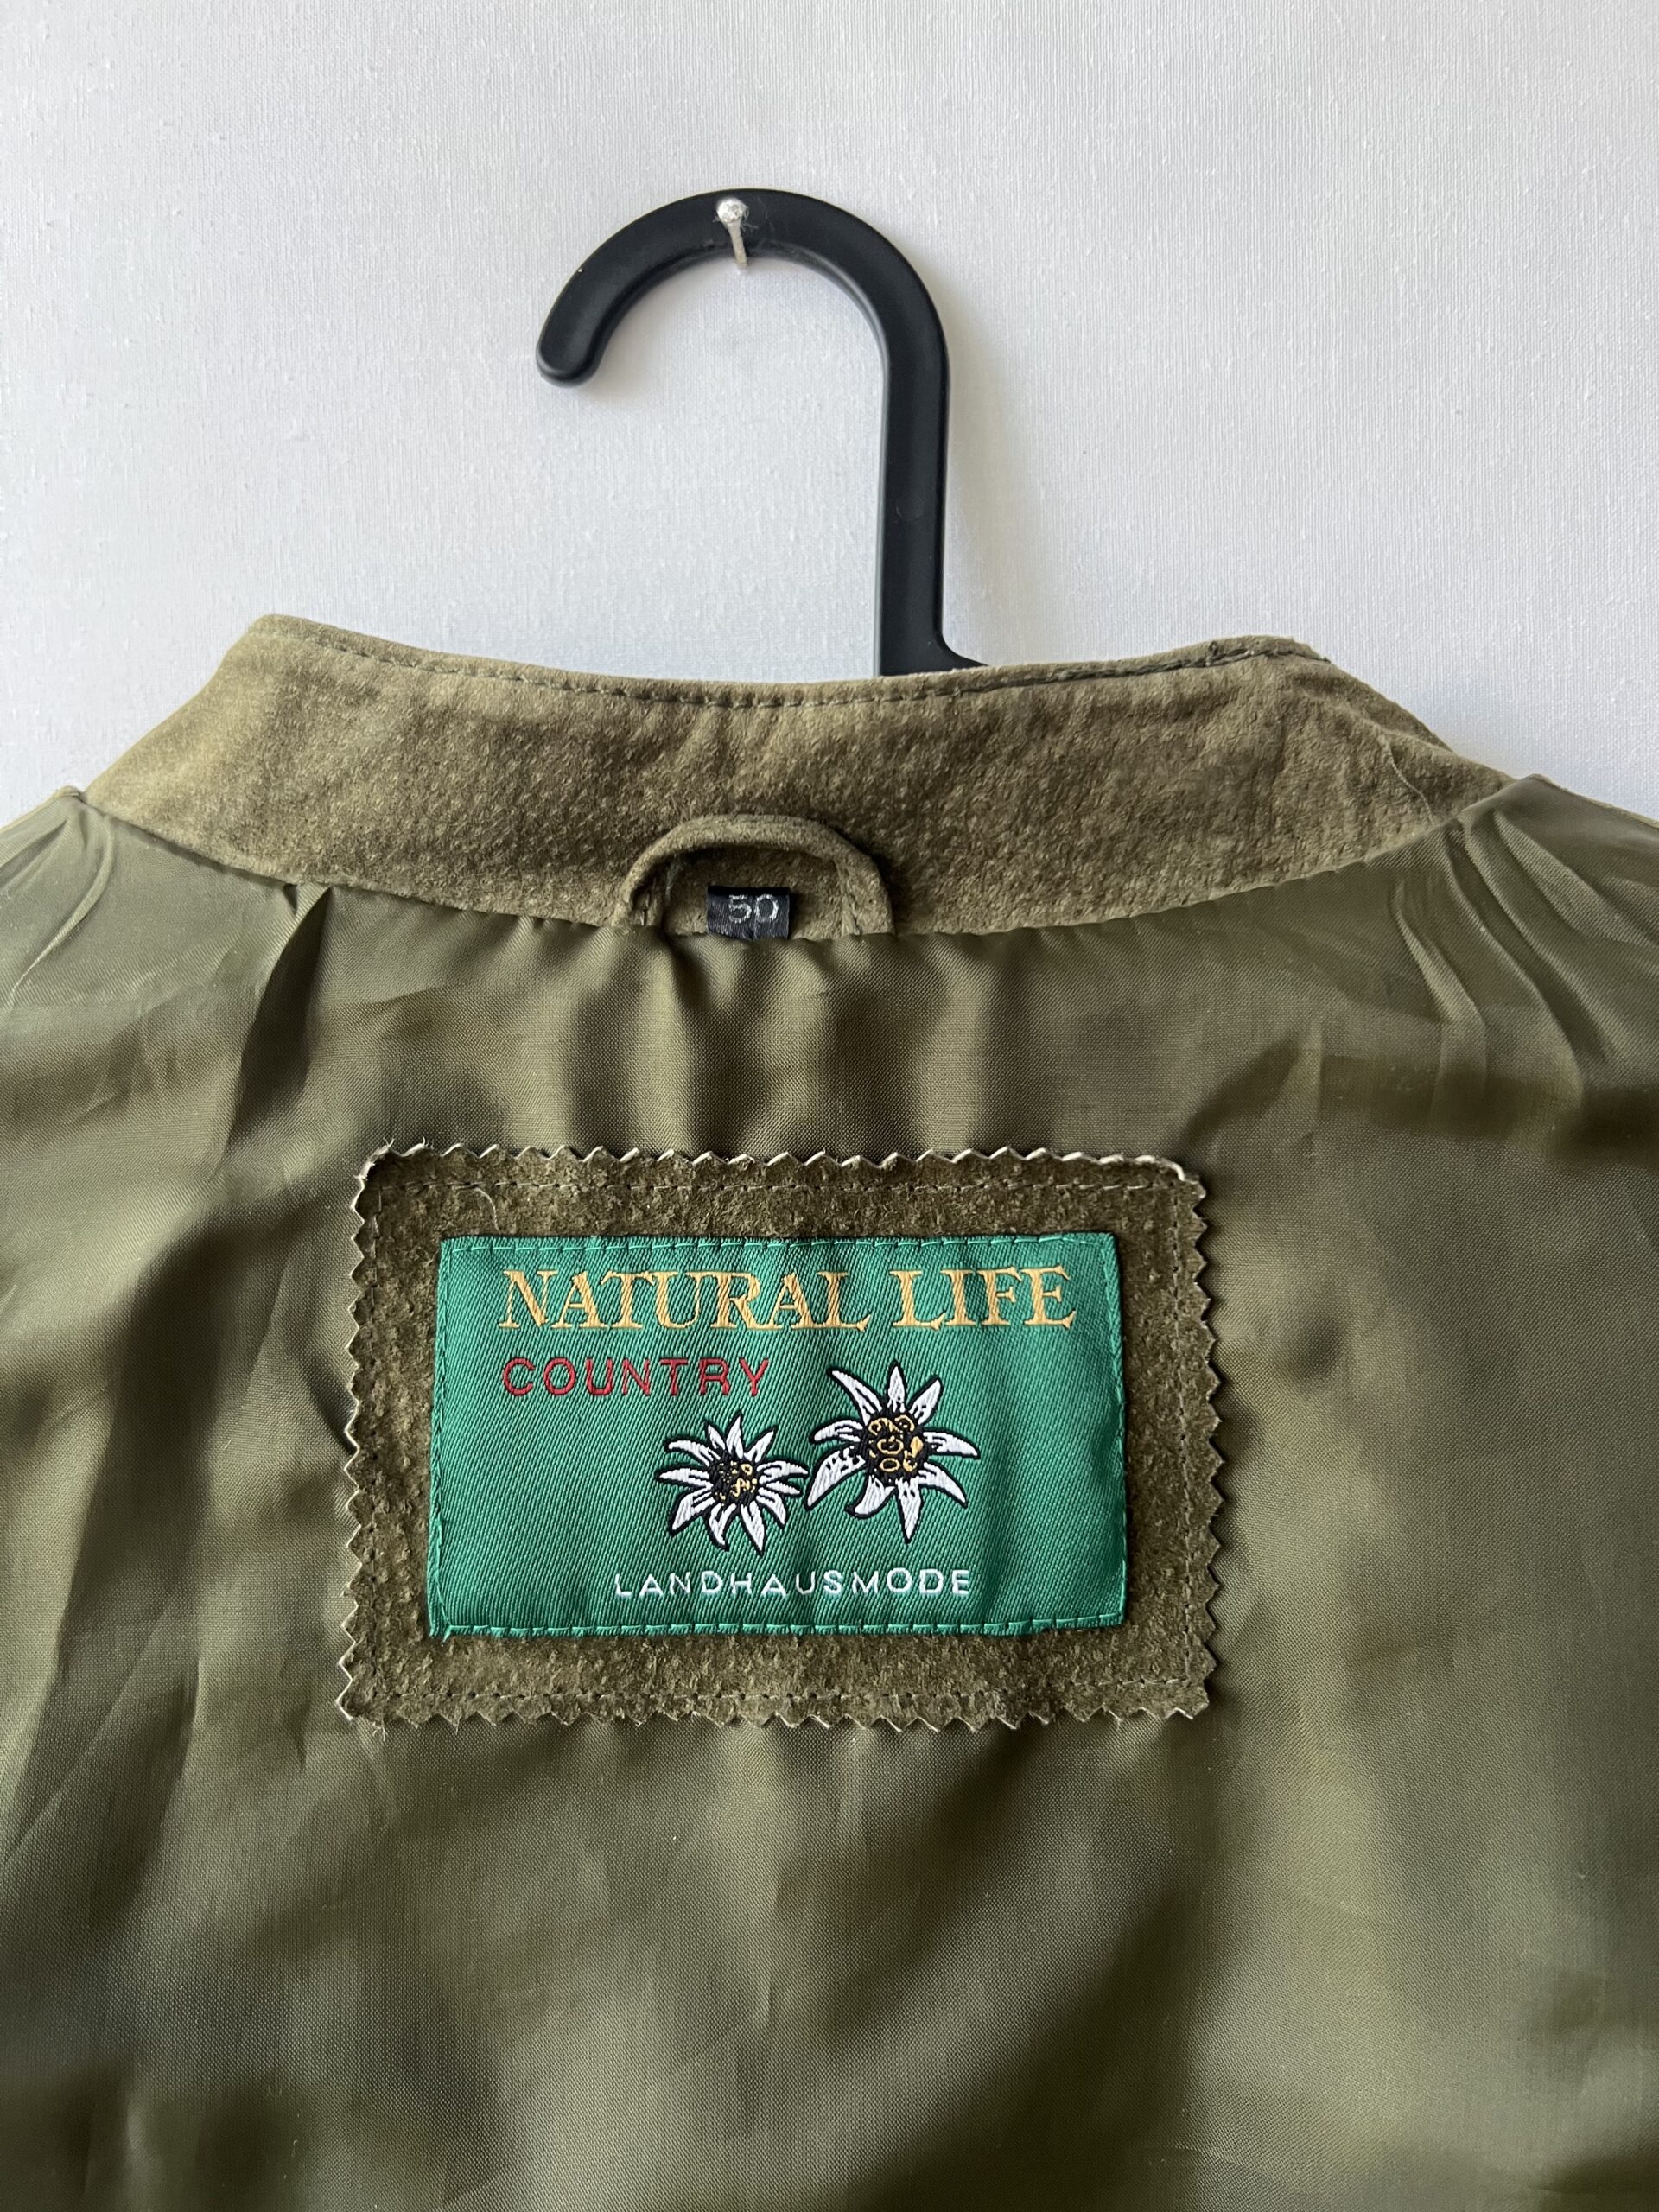 50
NATURAL LIFE
COUNTRY
LANDHAUSMODE